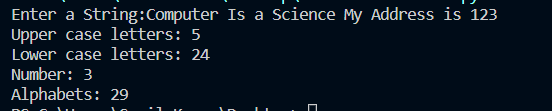 Enter a String:Computer Is a Science My Address is 123
Upper case letters: 5
Lower case letters: 24
Number: 3
Alphabets: 29